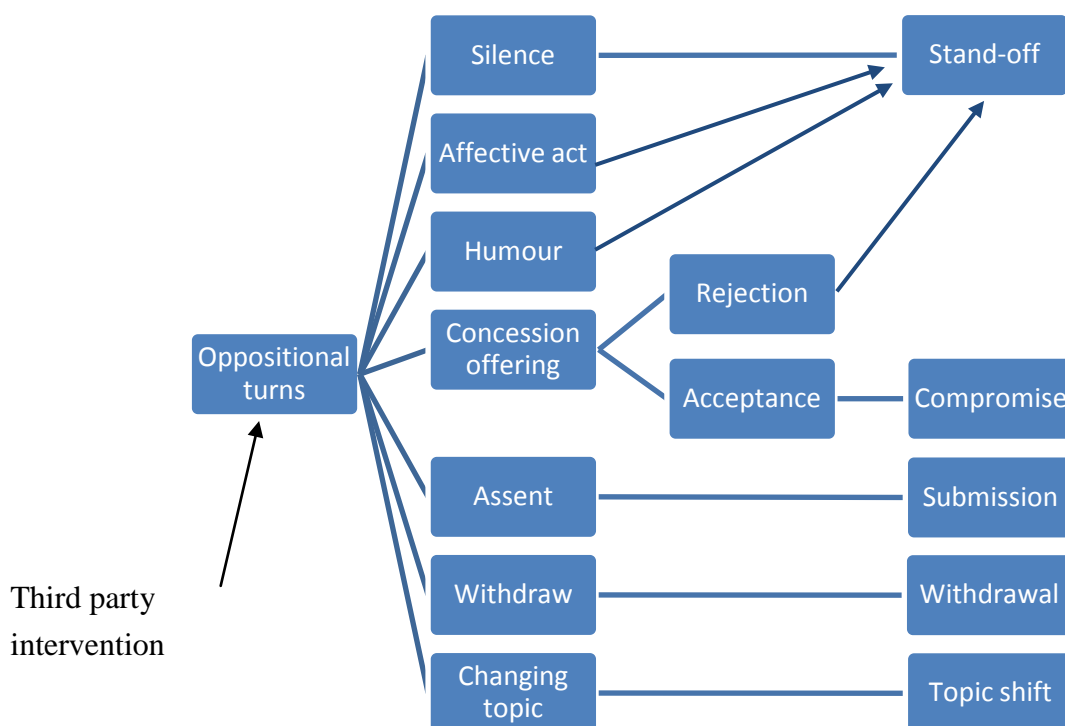 Silence
Stand-off
Affective act
Humour
Rejection
Concession
offering
Oppositional
turns
Acceptance
Compromise
Assent
Submission
Third party
intervention
Withdraw
Withdrawal
Changing
topic
Topic shift